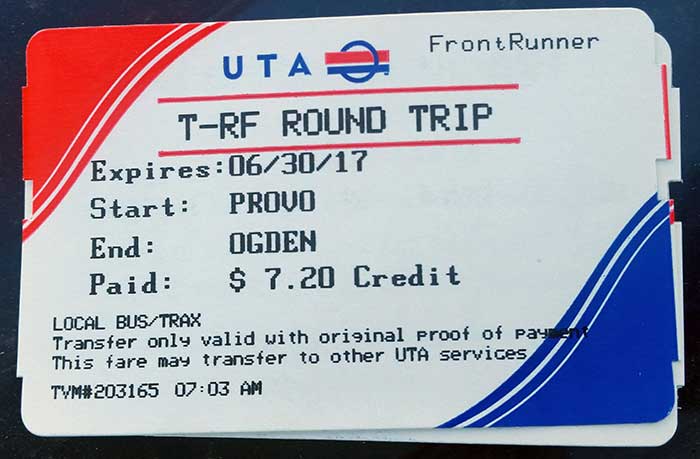 UTA
FrontRunner
T-RF ROUND TRIP
Expires:06/30/17
Start: PROVO
End: OGDEN
Paid: $ 7.20 Credit
LOCAL BUS/TRAX
Transfer only valid with original proof of payment
This fare may transfer to other UTA services
TVM#203165 07:03 AM